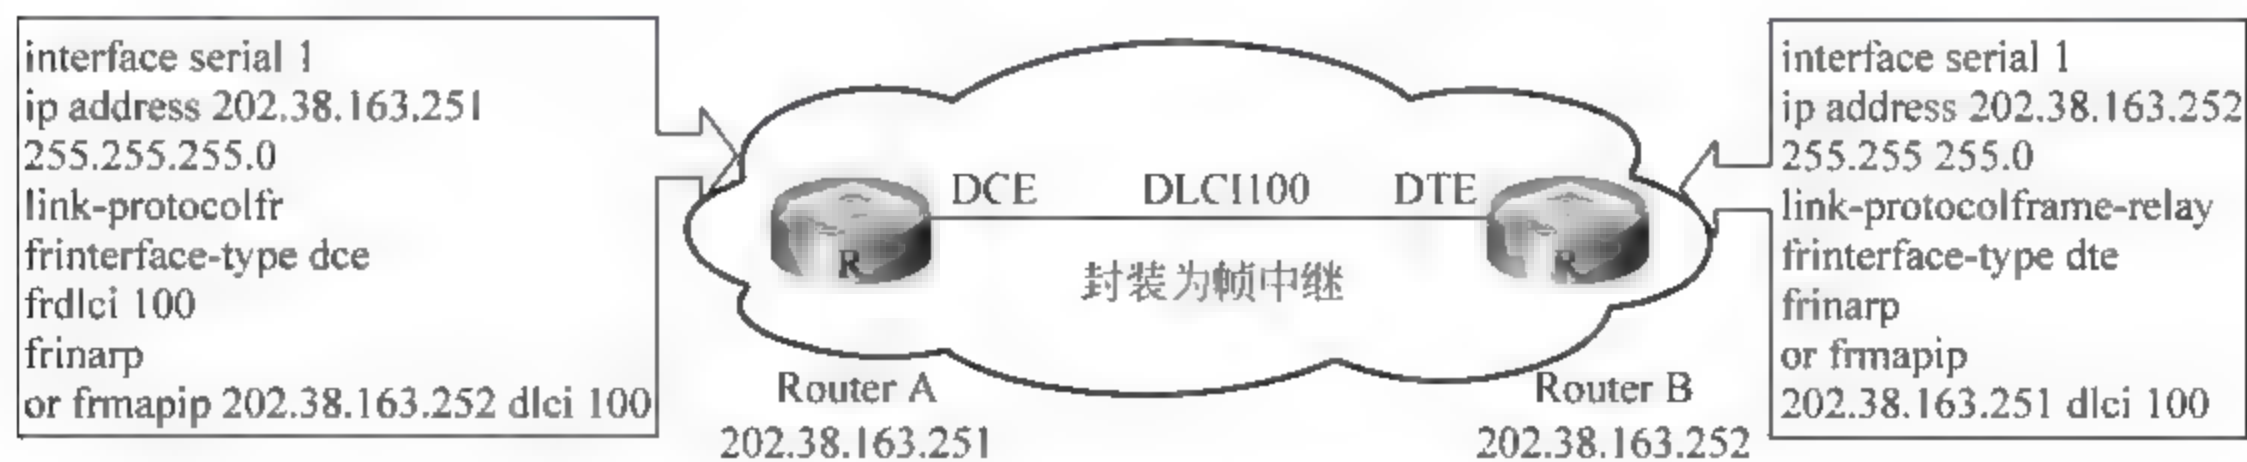 interface serial 1
ip address 202.38.163.251
255.255.255.0
link-protocolfr
frinterface-type dce
frdlci 100
frinarp
or frmapip 202.38.163.252 dlci 100
DCE DLCI100 DTE
封装为帧中继
R
R
Router A
202.38.163.251
Router B
202.38.163.252
interface serial 1
ip address 202.38.163.252
255.255 255.0
link-protocolframe-relay
frinterface-type dte
frinarp
or frmapip
202.38.163.251 dlci 100